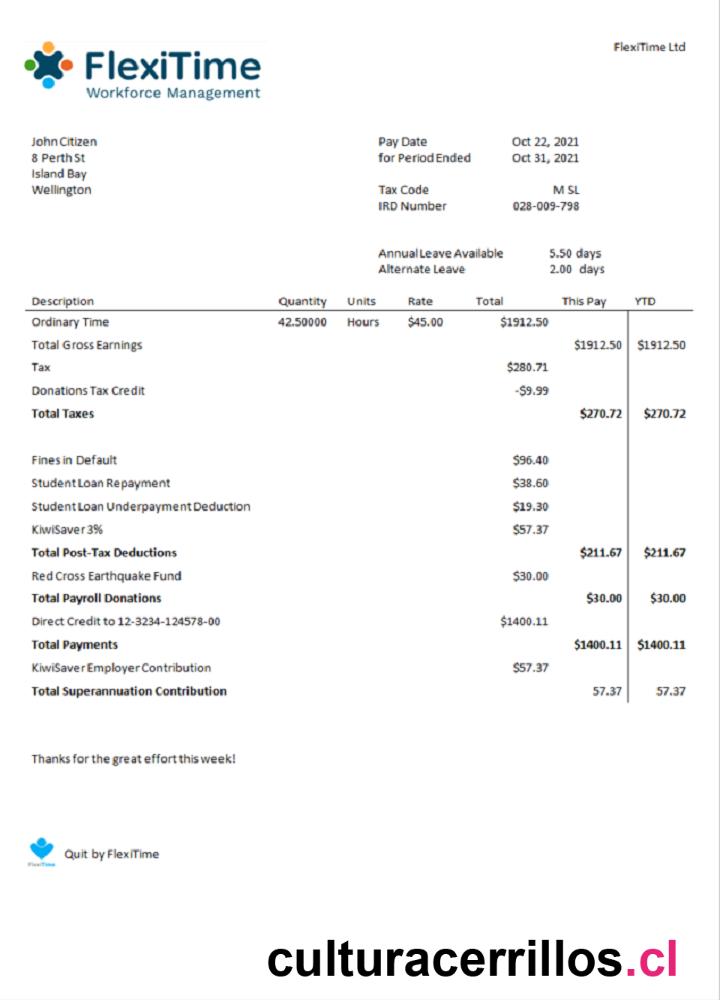 FlexiTime Ltd
FlexiTime
Workforce Management
John Citizen
8 Perth St
Island Bay
Wellington
Pay Date Oct 22, 2021
for Period Ended Oct 31, 2021
Tax Code M SL
IRD Number 028-009-798
Annual Leave Available 5.50 days
Alternate Leave 2.00 days
Description Quantity Units Rate Total This Pay YTD
Ordinary Time 42.50000 Hours $45.00 $1912.50
Total Gross Earnings $1912.50 $1912.50
Tax $280.71
Donations Tax Credit -$9.99
Total Taxes $270.72 $270.72
Fines in Default $96.40
Student Loan Repayment $38.60
Student Loan Underpayment Deduction $19.30
KiwiSaver 3% $57.37
Total Post-Tax Deductions $211.67 $211.67
Red Cross Earthquake Fund $30.00
Total Payroll Donations $30.00 $30.00
Direct Credit to 12-3234-124578-00 $1400.11
Total Payments $1400.11 $1400.11
KiwiSaver Employer Contribution $57.37
Total Superannuation Contribution 57.37 57.37
Thanks for the great effort this week!
FlexiTime
Quit by FlexiTime
culturacerrillos.cl